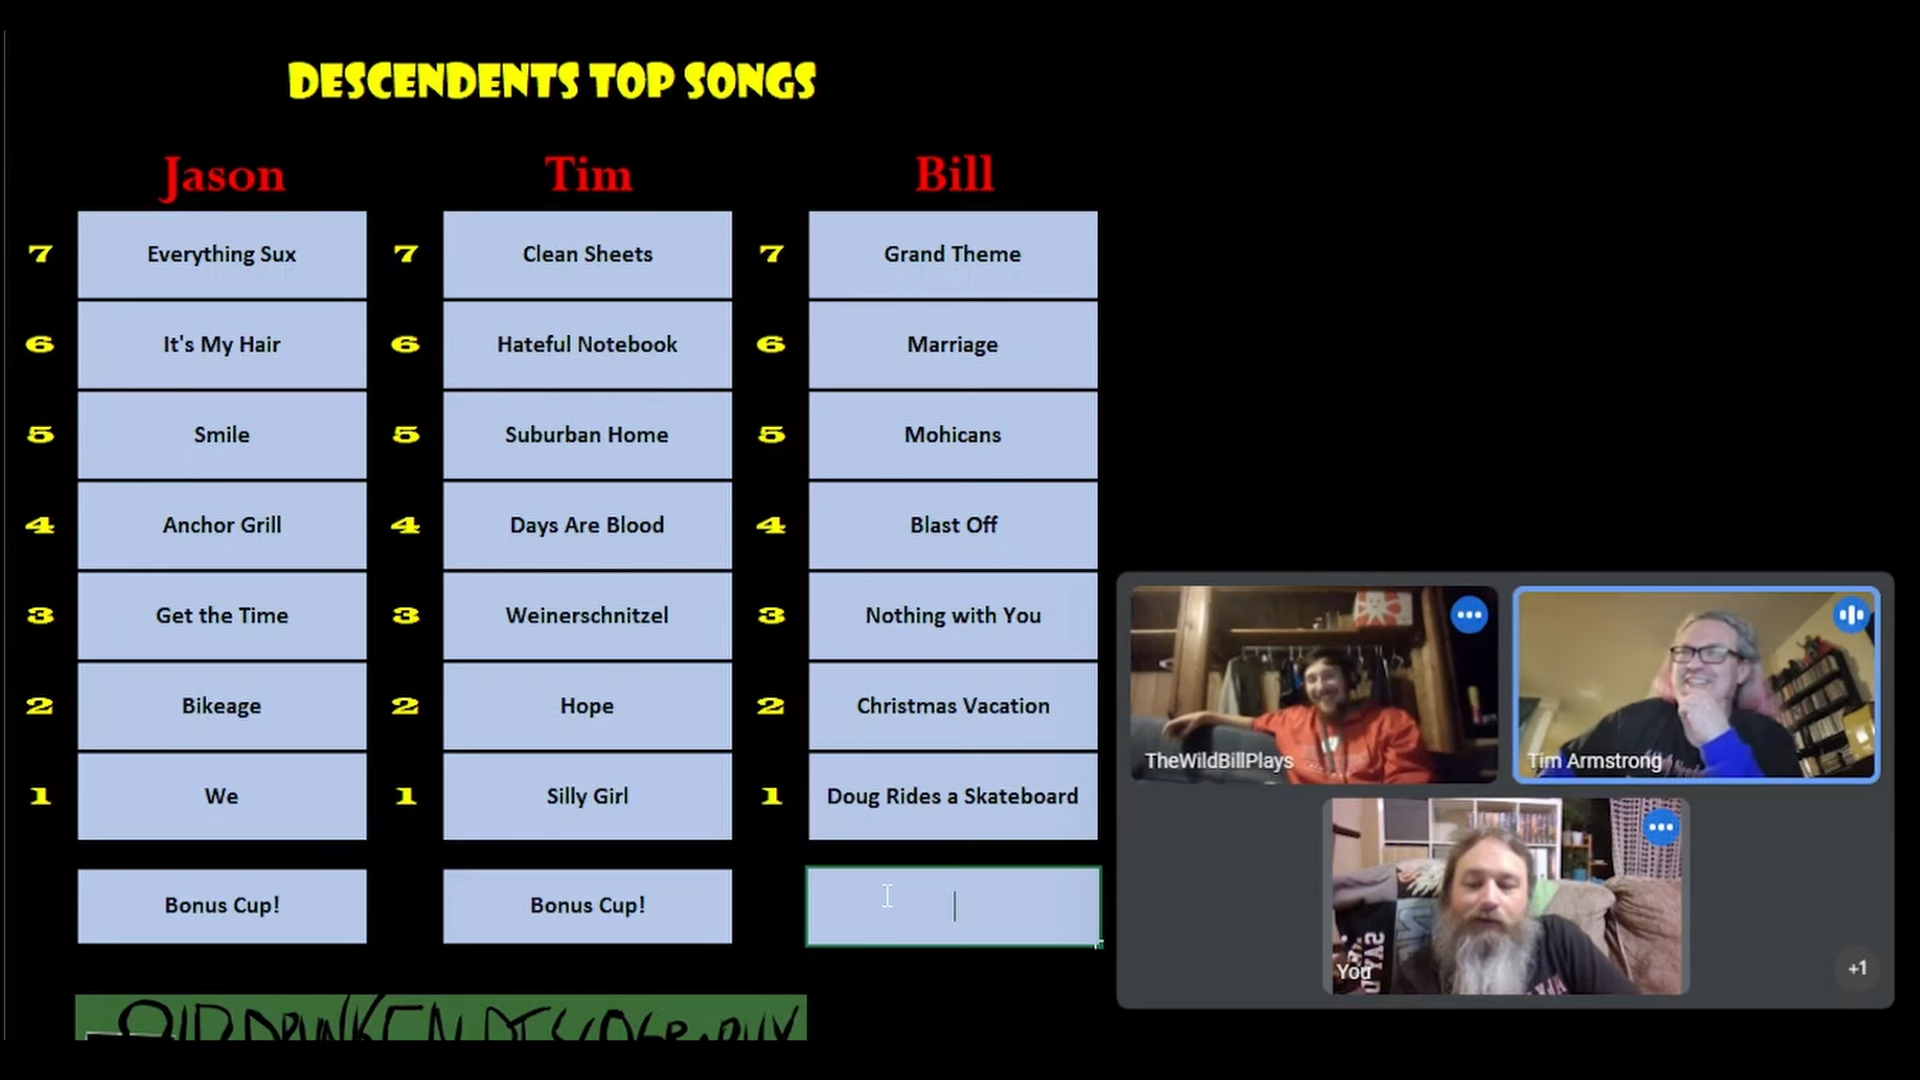 DESCENDENTS TOP SONGS
Jason Tim Bill
7 Everything Sux 7 Clean Sheets 7 Grand Theme
6 It's My Hair 6 Hateful Notebook 6 Marriage
5 Smile 5 Suburban Home 5 Mohicans
4 Anchor Grill 4 Days Are Blood 4 Blast Off
3 Get the Time 3 Weinerschnitzel 3 Nothing with You
2 Bikeage 2 Hope 2 Christmas Vacation
1 We 1 Silly Girl 1 Doug Rides a Skateboard
Bonus Cup! Bonus Cup!
TheWildBillPlays Tim Armstrong
You +1